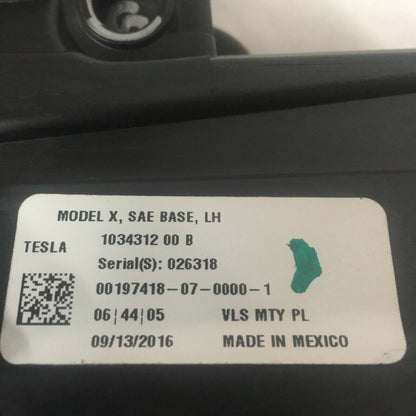 MODEL X, SAE BASE, LH
TESLA 1034312 00 B
Serial(S): 026318
00197418-07-0000-1
06¦44¦05 VLS MTY PL
09/13/2016 MADE IN MEXICO